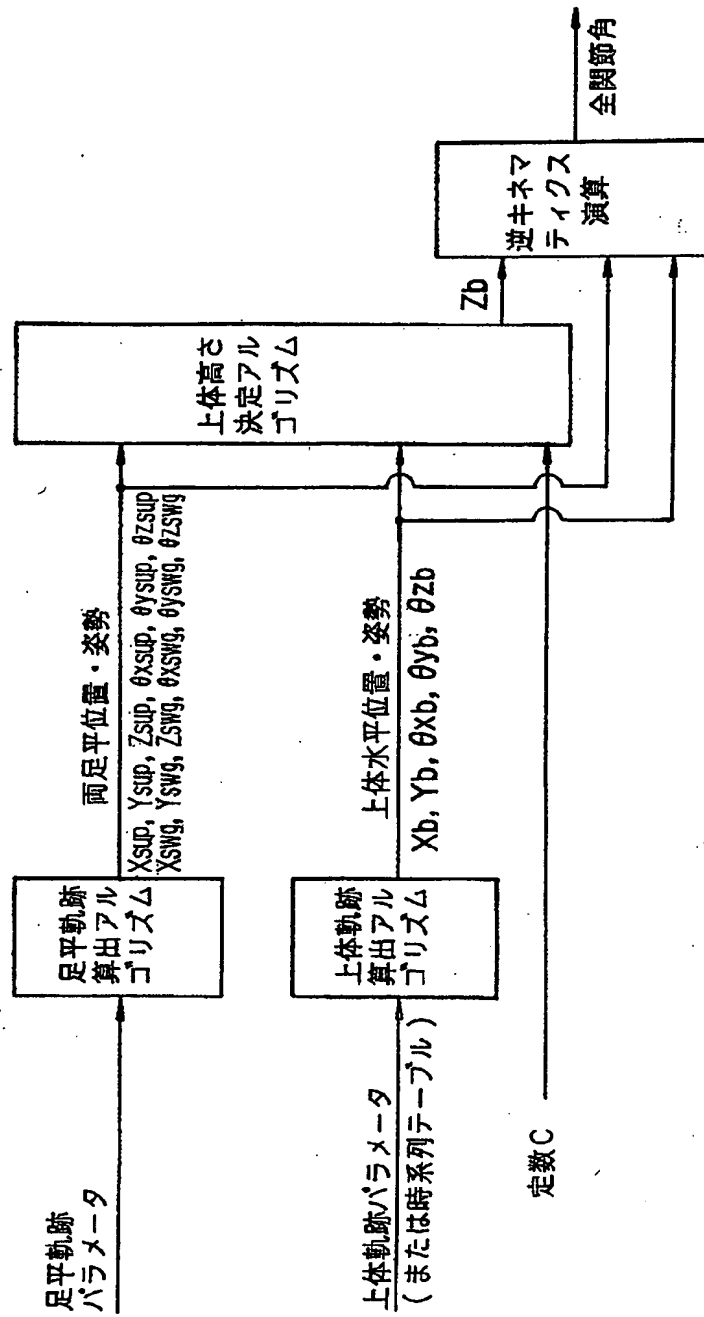 足平軌跡
パラメータ
足平軌跡
算出アル
ゴリズム
両足平位置・姿勢
Xsup, Ysup, Zsup, θxsup, θysup, θzsup
Xswg, Yswg, Zswg, θxswg, θyswg, θzswg
上体軌跡パラメータ
(または時系列テーブル)
上体軌跡
算出アル
ゴリズム
上体水平位置・姿勢
Xb, Yb, θxb, θyb, θzb
定数C
上体高さ
決定アル
ゴリズム
Zb
逆キネマ
ティクス
演算
全関節角